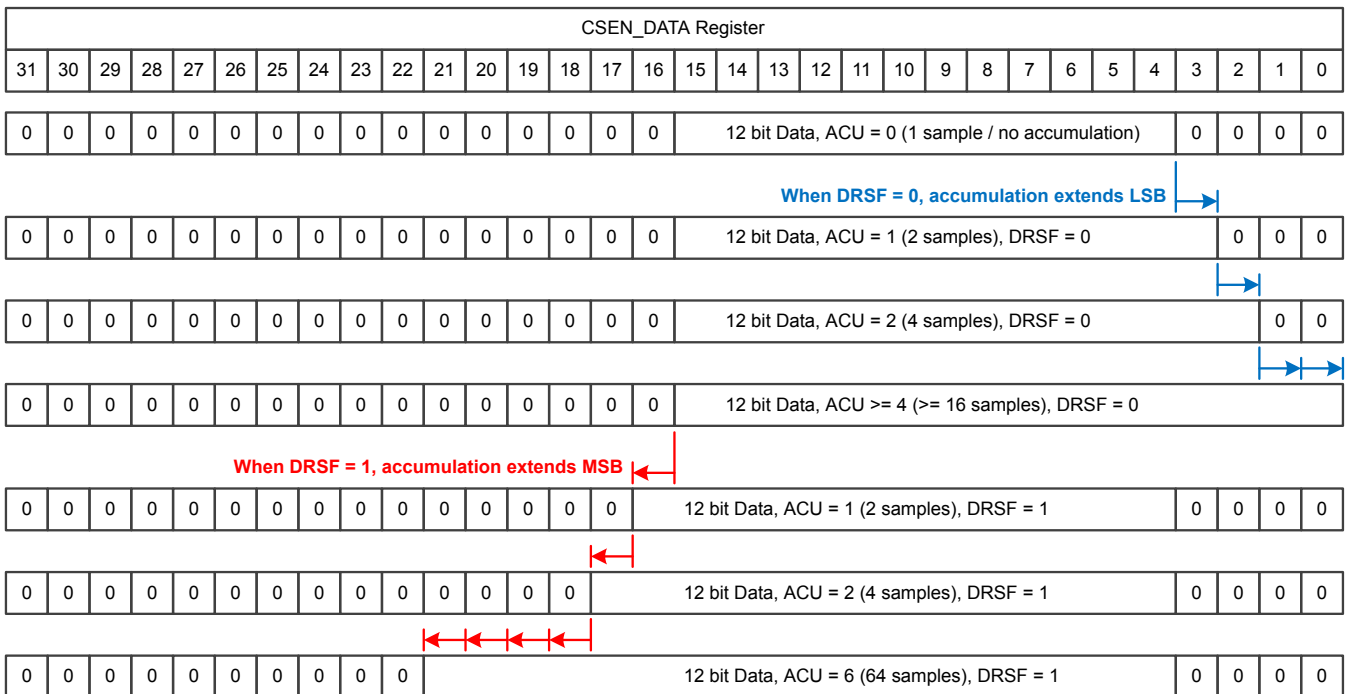 CSEN_DATA Register
31 30 29 28 27 26 25 24 23 22 21 20 19 18 17 16 15 14 13 12 11 10 9 8 7 6 5 4 3 2 1 0
0 0 0 0 0 0 0 0 0 0 0 0 0 0 0 0 12 bit Data, ACU = 0 (1 sample / no accumulation) 0 0 0 0
When DRSF = 0, accumulation extends LSB
0 0 0 0 0 0 0 0 0 0 0 0 0 0 0 0 12 bit Data, ACU = 1 (2 samples), DRSF = 0 0 0 0
0 0 0 0 0 0 0 0 0 0 0 0 0 0 0 0 12 bit Data, ACU = 2 (4 samples), DRSF = 0 0 0
0 0 0 0 0 0 0 0 0 0 0 0 0 0 0 0 12 bit Data, ACU >= 4 (>= 16 samples), DRSF = 0
When DRSF = 1, accumulation extends MSB
0 0 0 0 0 0 0 0 0 0 0 0 0 0 0 12 bit Data, ACU = 1 (2 samples), DRSF = 1 0 0 0 0
0 0 0 0 0 0 0 0 0 0 0 0 0 0 12 bit Data, ACU = 2 (4 samples), DRSF = 1 0 0 0 0
0 0 0 0 0 0 0 0 0 0 12 bit Data, ACU = 6 (64 samples), DRSF = 1 0 0 0 0